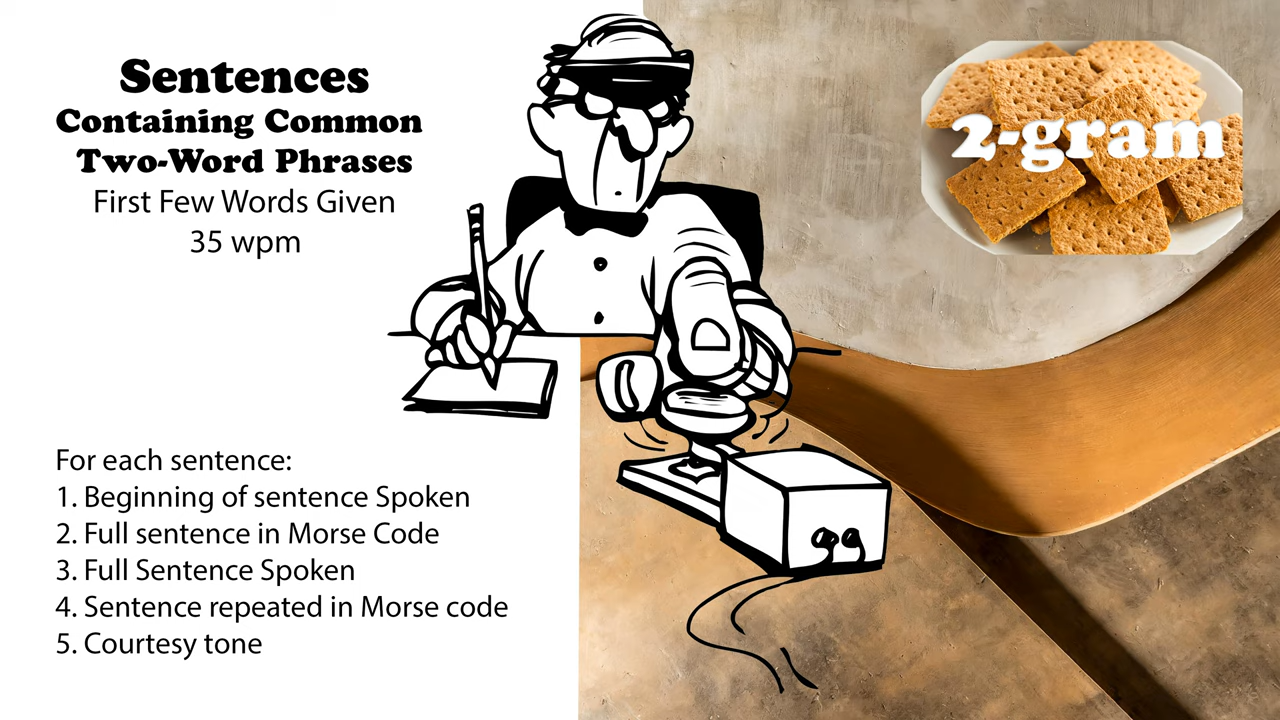 Sentences
Containing Common
Two-Word Phrases
First Few Words Given
35 wpm
2-gram
For each sentence:
1. Beginning of sentence Spoken
2. Full sentence in Morse Code
3. Full Sentence Spoken
4. Sentence repeated in Morse code
5. Courtesy tone